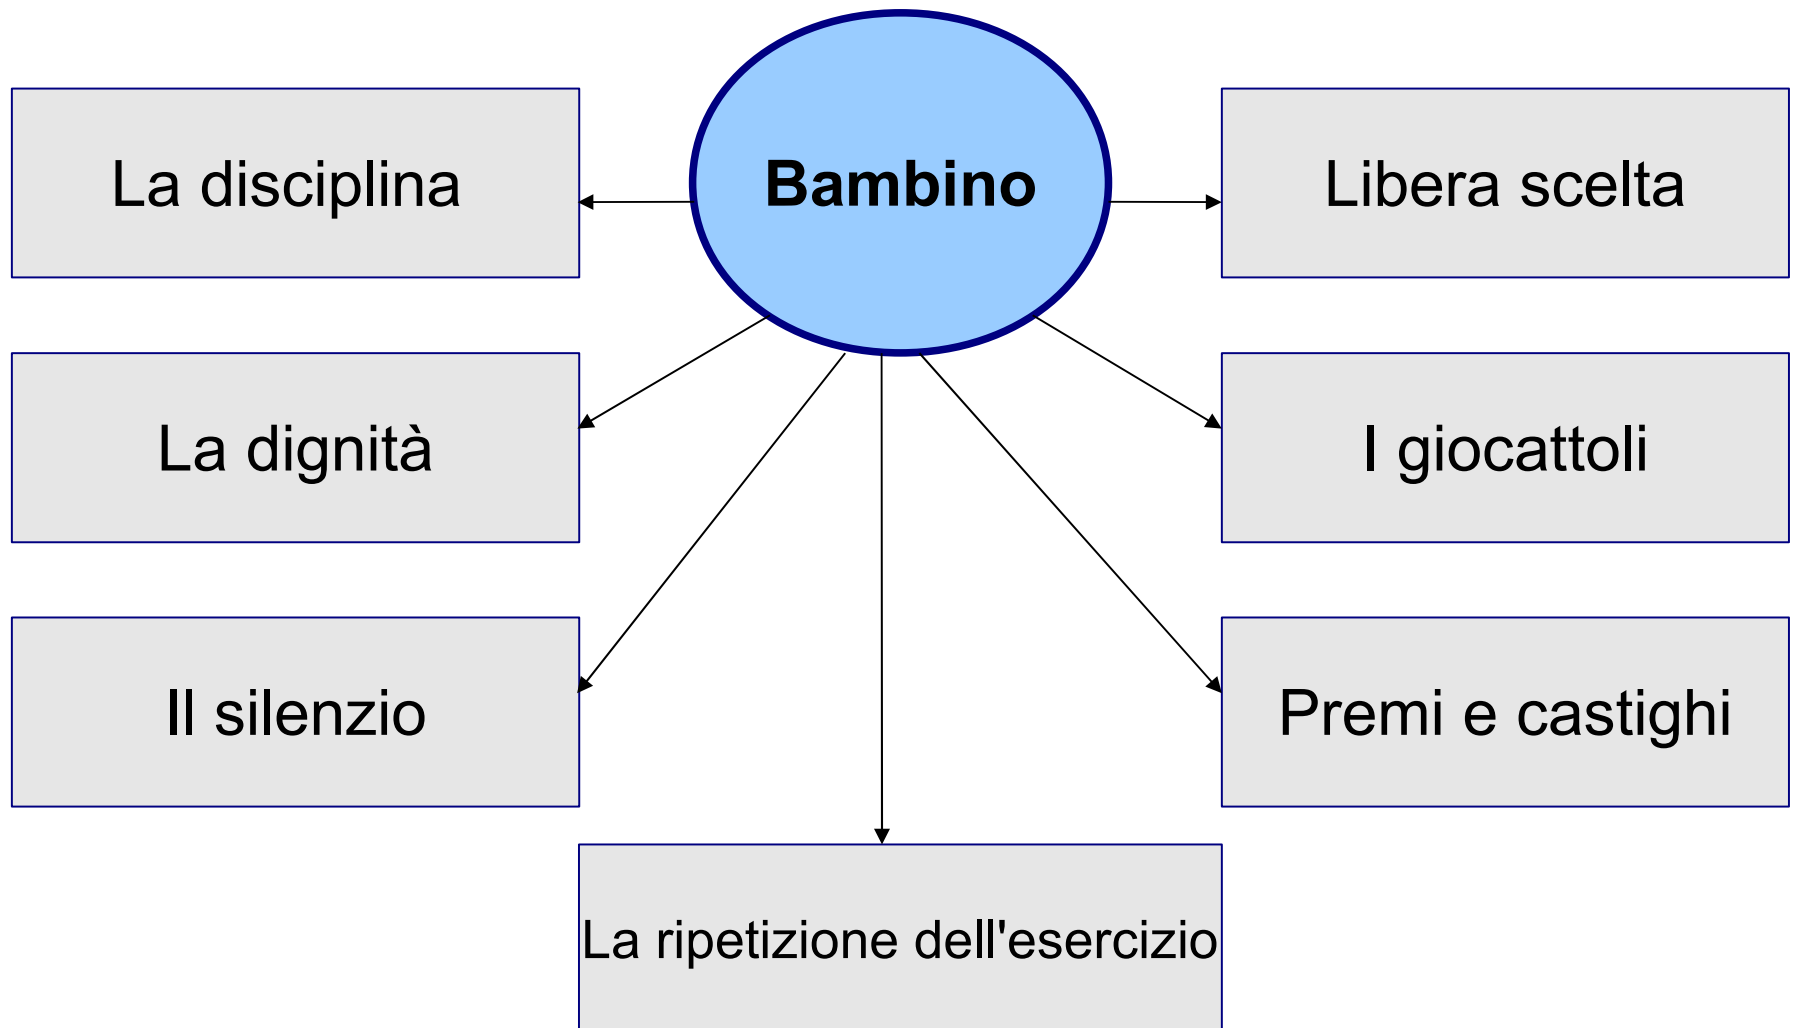 Bambino
La disciplina
Libera scelta
La dignità
I giocattoli
Il silenzio
Premi e castighi
La ripetizione dell'esercizio